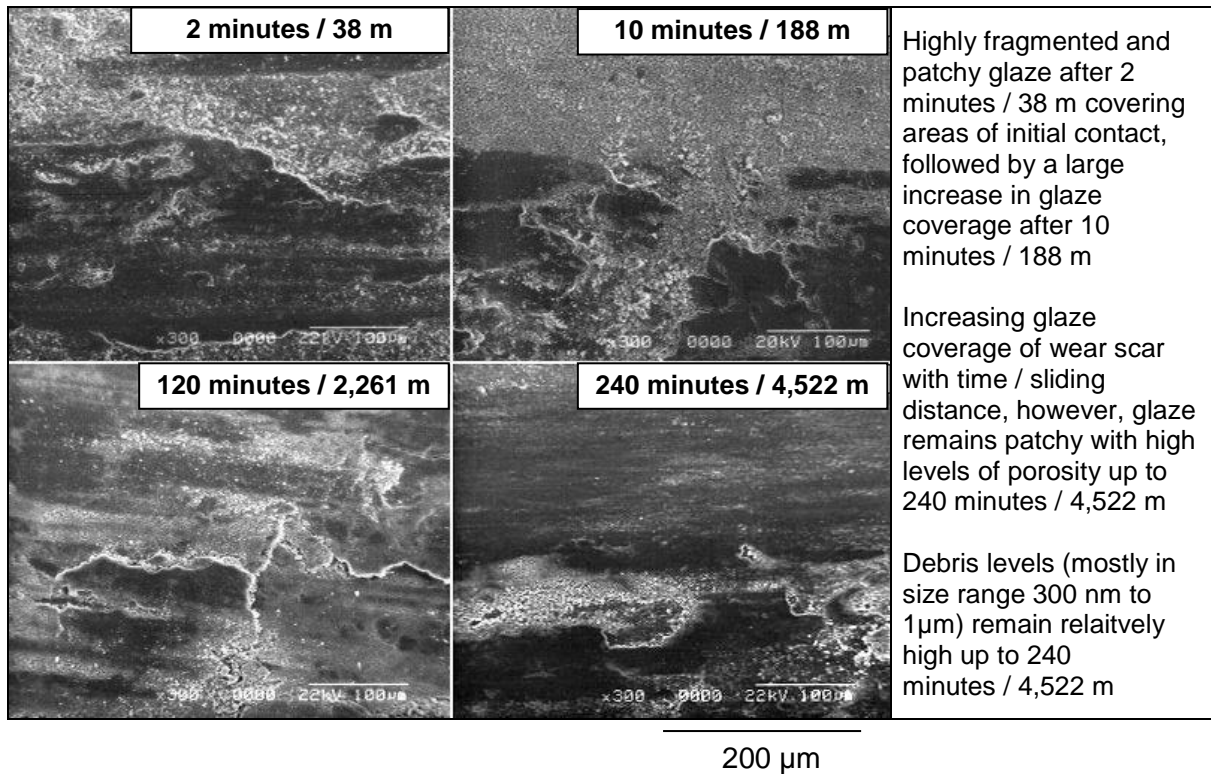 2 minutes / 38 m
10 minutes / 188 m
x300 0000 22kV 100µm
x300 0000 20kV 100µm
120 minutes / 2,261 m
240 minutes / 4,522 m
x300 0000 22kV 100µm
x300 0000 22kV 100µm
Highly fragmented and
patchy glaze after 2
minutes / 38 m covering
areas of initial contact,
followed by a large
increase in glaze
coverage after 10
minutes / 188 m
Increasing glaze
coverage of wear scar
with time / sliding
distance, however, glaze
remains patchy with high
levels of porosity up to
240 minutes / 4,522 m
Debris levels (mostly in
size range 300 nm to
1µm) remain relaitvely
high up to 240
minutes / 4,522 m
200 µm